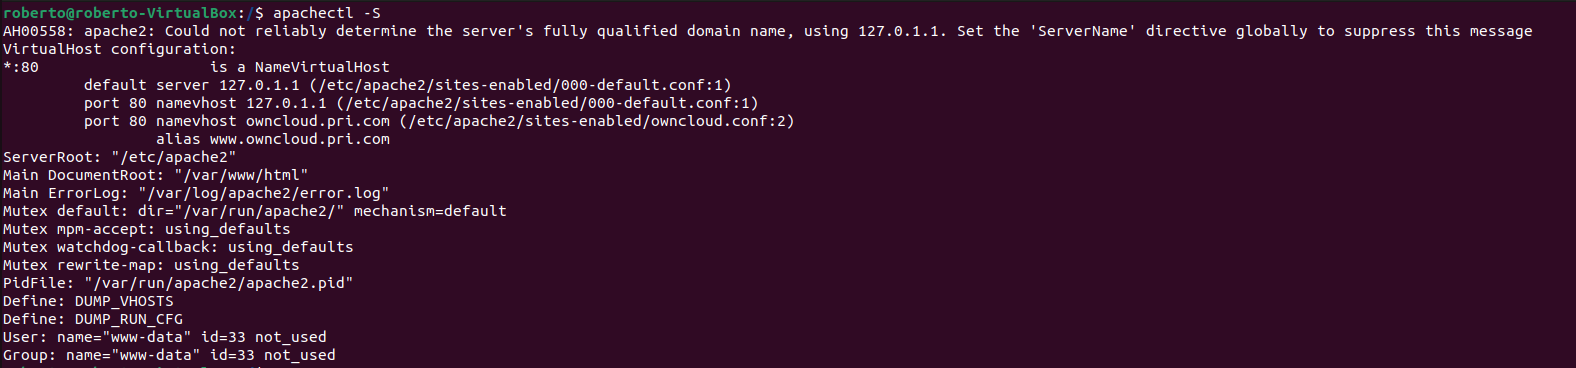 roberto@roberto-VirtualBox:/$ apachectl -S
AH00558: apache2: Could not reliably determine the server's fully qualified domain name, using 127.0.1.1. Set the 'ServerName' directive globally to suppress this message
VirtualHost configuration:
*:80                   is a NameVirtualHost
         default server 127.0.1.1 (/etc/apache2/sites-enabled/000-default.conf:1)
         port 80 namevhost 127.0.1.1 (/etc/apache2/sites-enabled/000-default.conf:1)
         port 80 namevhost owncloud.pri.com (/etc/apache2/sites-enabled/owncloud.conf:2)
                 alias www.owncloud.pri.com
ServerRoot: "/etc/apache2"
Main DocumentRoot: "/var/www/html"
Main ErrorLog: "/var/log/apache2/error.log"
Mutex default: dir="/var/run/apache2/" mechanism=default
Mutex mpm-accept: using_defaults
Mutex watchdog-callback: using_defaults
Mutex rewrite-map: using_defaults
PidFile: "/var/run/apache2/apache2.pid"
Define: DUMP_VHOSTS
Define: DUMP_RUN_CFG
User: name="www-data" id=33 not_used
Group: name="www-data" id=33 not_used